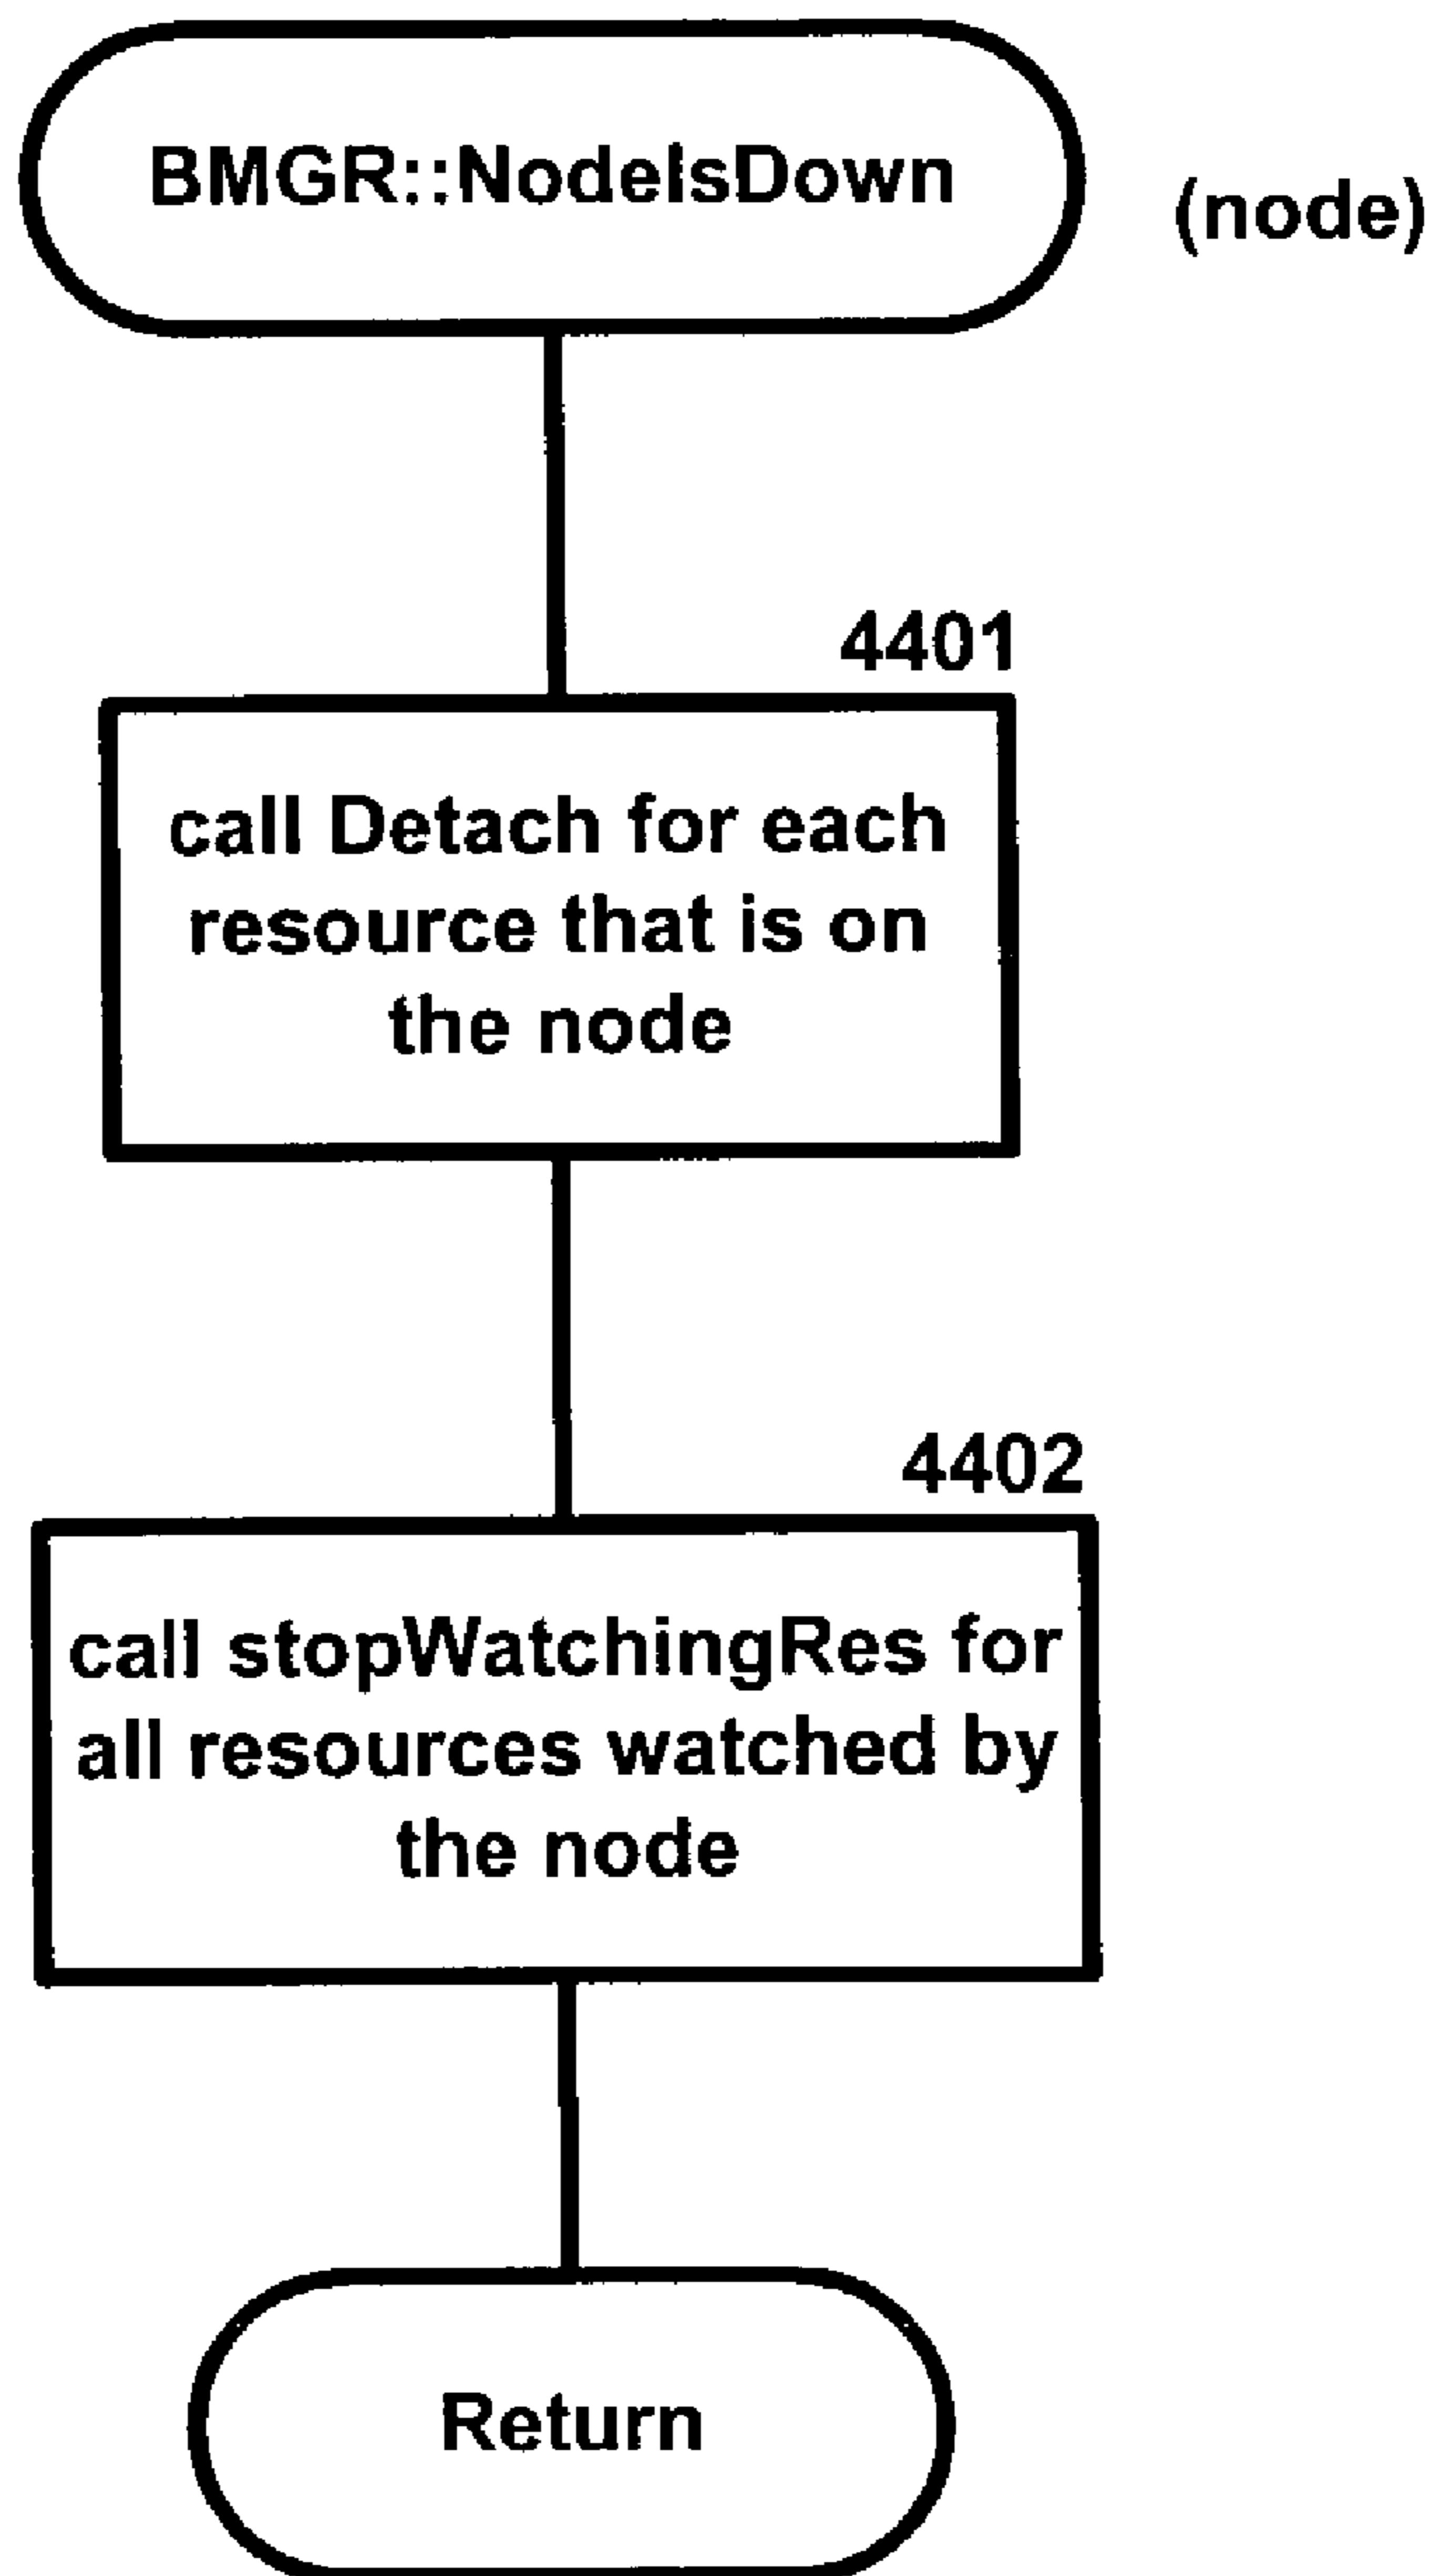 BMGR::NodeIsDown
(node)
4401
call Detach for each
resource that is on
the node
4402
call stopWatchingRes for
all resources watched by
the node
Return